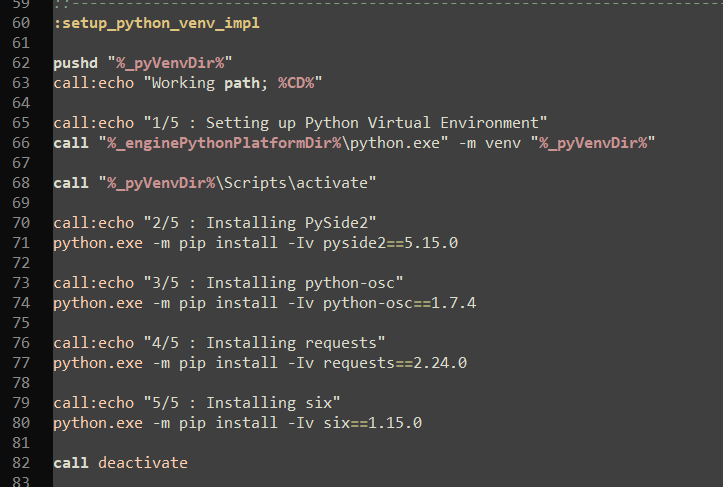 59 ::---------------------------------------------------------------------------
60 :setup_python_venv_impl
61
62 pushd "%_pyVenvDir%"
63 call:echo "Working path; %CD%"
64
65 call:echo "1/5 : Setting up Python Virtual Environment"
66 call "%_enginePythonPlatformDir%\python.exe" -m venv "%_pyVenvDir%"
67
68 call "%_pyVenvDir%\Scripts\activate"
69
70 call:echo "2/5 : Installing PySide2"
71 python.exe -m pip install -Iv pyside2==5.15.0
72
73 call:echo "3/5 : Installing python-osc"
74 python.exe -m pip install -Iv python-osc==1.7.4
75
76 call:echo "4/5 : Installing requests"
77 python.exe -m pip install -Iv requests==2.24.0
78
79 call:echo "5/5 : Installing six"
80 python.exe -m pip install -Iv six==1.15.0
81
82 call deactivate
83